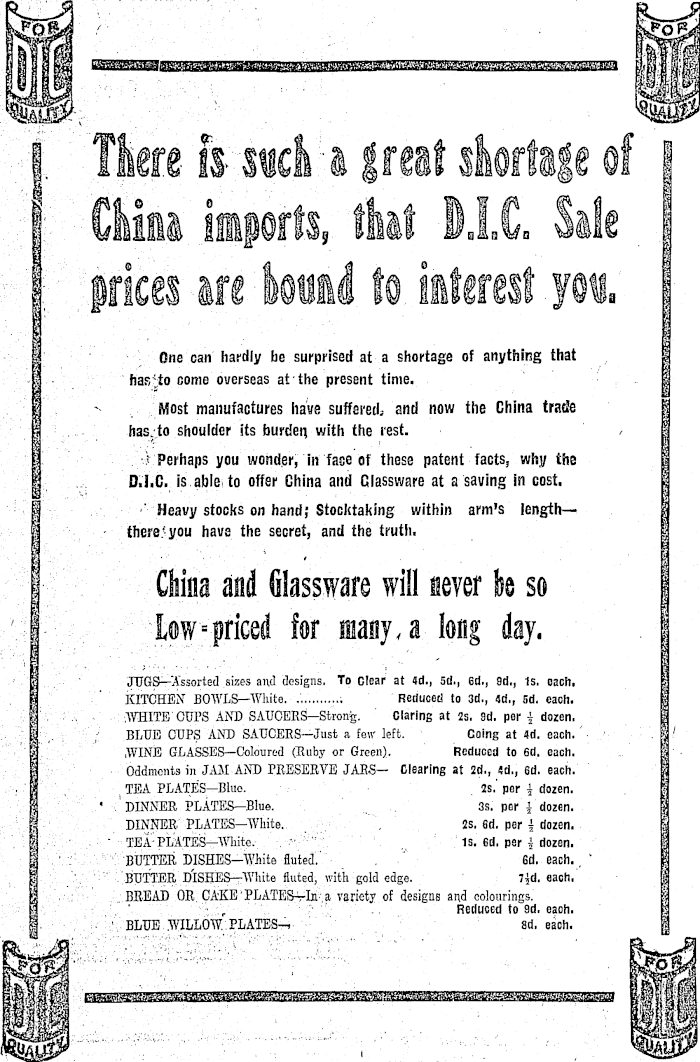 FOR
DIC
QUALITY
FOR
DIC
QUALITY
There is such a great shortage of
China imports, that D.I.C. Sale
prices are bound to interest you.
One can hardly be surprised at a shortage of anything that
has to come overseas at the present time.
Most manufactures have suffered, and now the China trade
has to shoulder its burden with the rest.
Perhaps you wonder, in face of these patent facts, why the
D.I.C. is able to offer China and Glassware at a saving in cost.
Heavy stocks on hand; Stocktaking within arm's length—
there you have the secret, and the truth.
China and Glassware will never be so
Low-priced for many a long day.
JUGS—Assorted sizes and designs. To Clear at 4d., 5d., 6d., 9d., 1s. each.
KITCHEN BOWLS—White. ............ Reduced to 3d., 4d., 5d. each.
WHITE CUPS AND SAUCERS—Strong. Claring at 2s. 9d. per ½ dozen.
BLUE CUPS AND SAUCERS—Just a few left. Going at 4d. each.
WINE GLASSES—Coloured (Ruby or Green). Reduced to 6d. each.
Oddments in JAM AND PRESERVE JARS— Clearing at 2d., 4d., 6d. each.
TEA PLATES—Blue. 2s. per ½ dozen.
DINNER PLATES—Blue. 3s. per ½ dozen.
DINNER PLATES—White. 2s. 6d. per ½ dozen.
TEA PLATES—White. 1s. 6d. per ½ dozen.
BUTTER DISHES—White fluted. 6d. each.
BUTTER DISHES—White fluted, with gold edge. 7½d. each.
BREAD OR CAKE PLATES—In a variety of designs and colourings.
Reduced to 9d. each.
BLUE WILLOW PLATES— 8d. each.
FOR
DIC
QUALITY
FOR
DIC
QUALITY